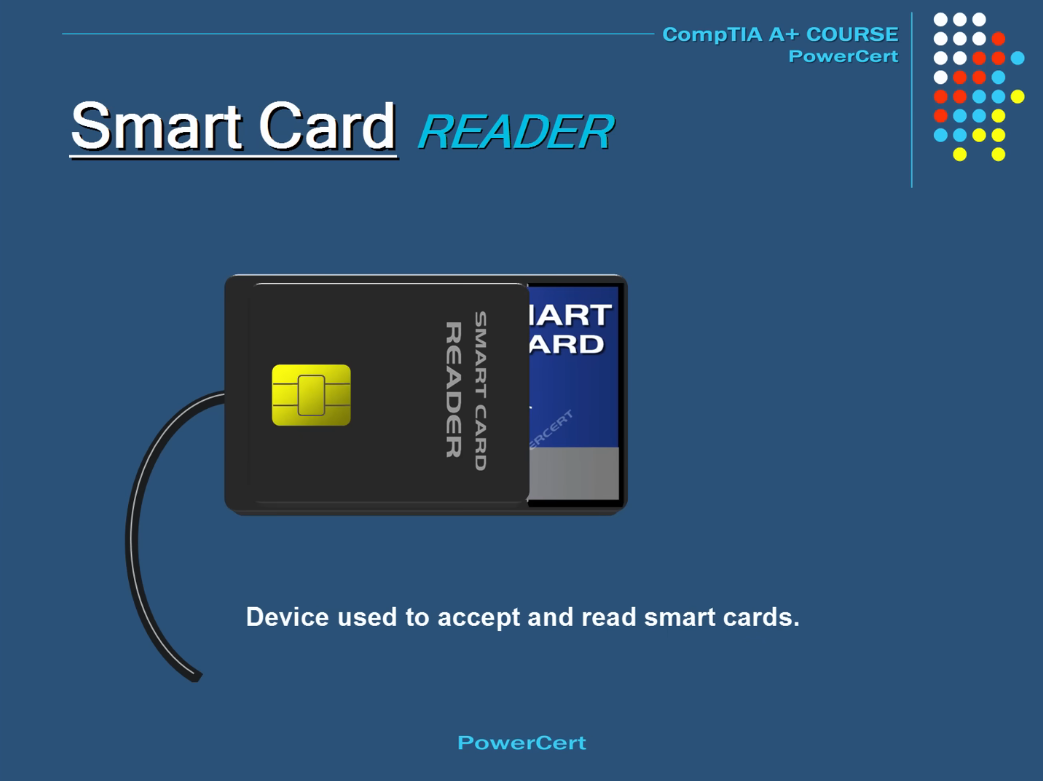 CompTIA A+ COURSE
PowerCert
Smart Card READER
SMART CARD
READER
IART
ARD
ERCERT
Device used to accept and read smart cards.
PowerCert